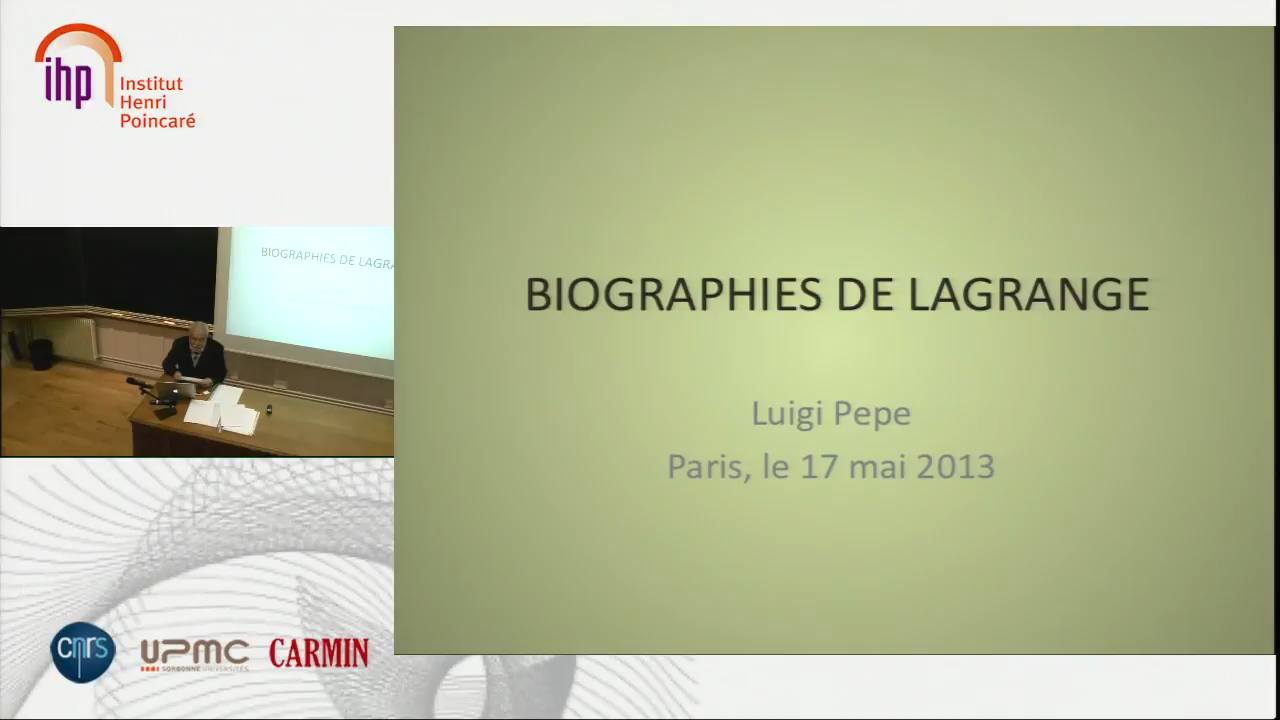 ihp
Institut
Henri
Poincaré
BIOGRAPHIES DE LAGRA
BIOGRAPHIES DE LAGRANGE
Luigi Pepe
Paris, le 17 mai 2013
cnrs
UPMC
SORBONNE UNIVERSITÉS
CARMIN